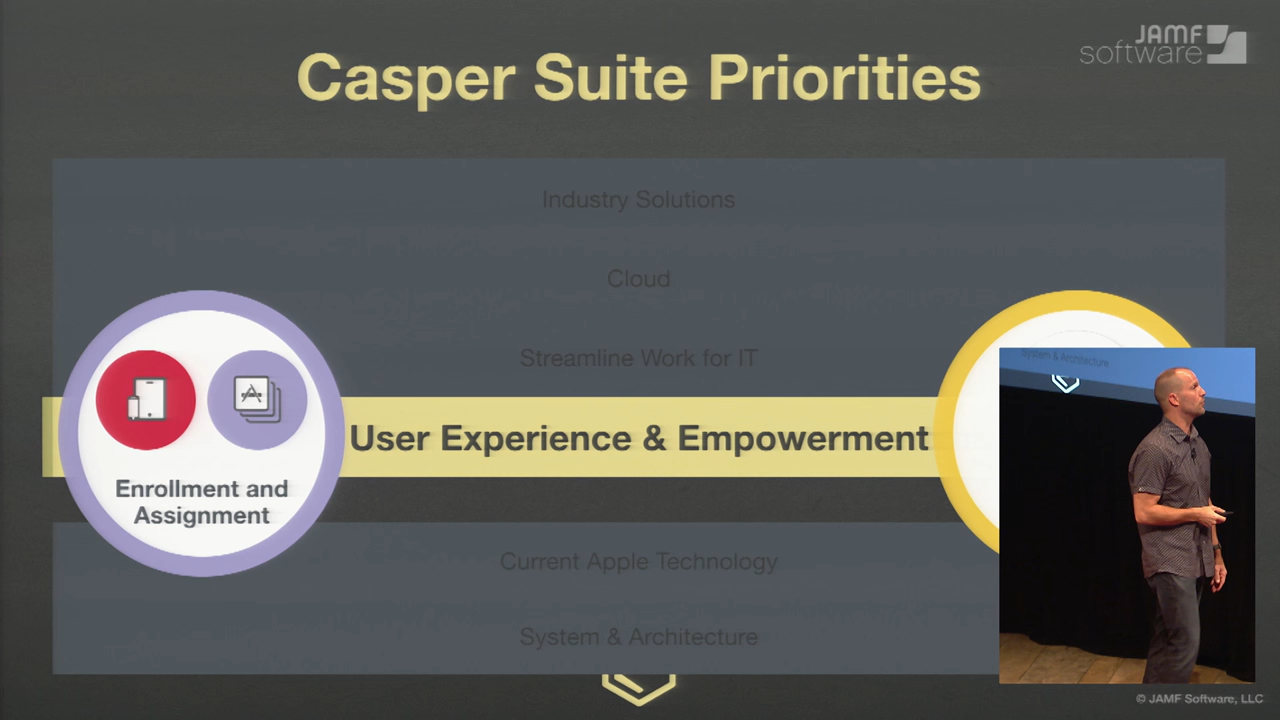 JAMF
software
Casper Suite Priorities
Industry Solutions
Cloud
Streamline Work for IT
User Experience & Empowerment
Enrollment and
Assignment
Current Apple Technology
System & Architecture
System & Architecture
© JAMF Software, LLC